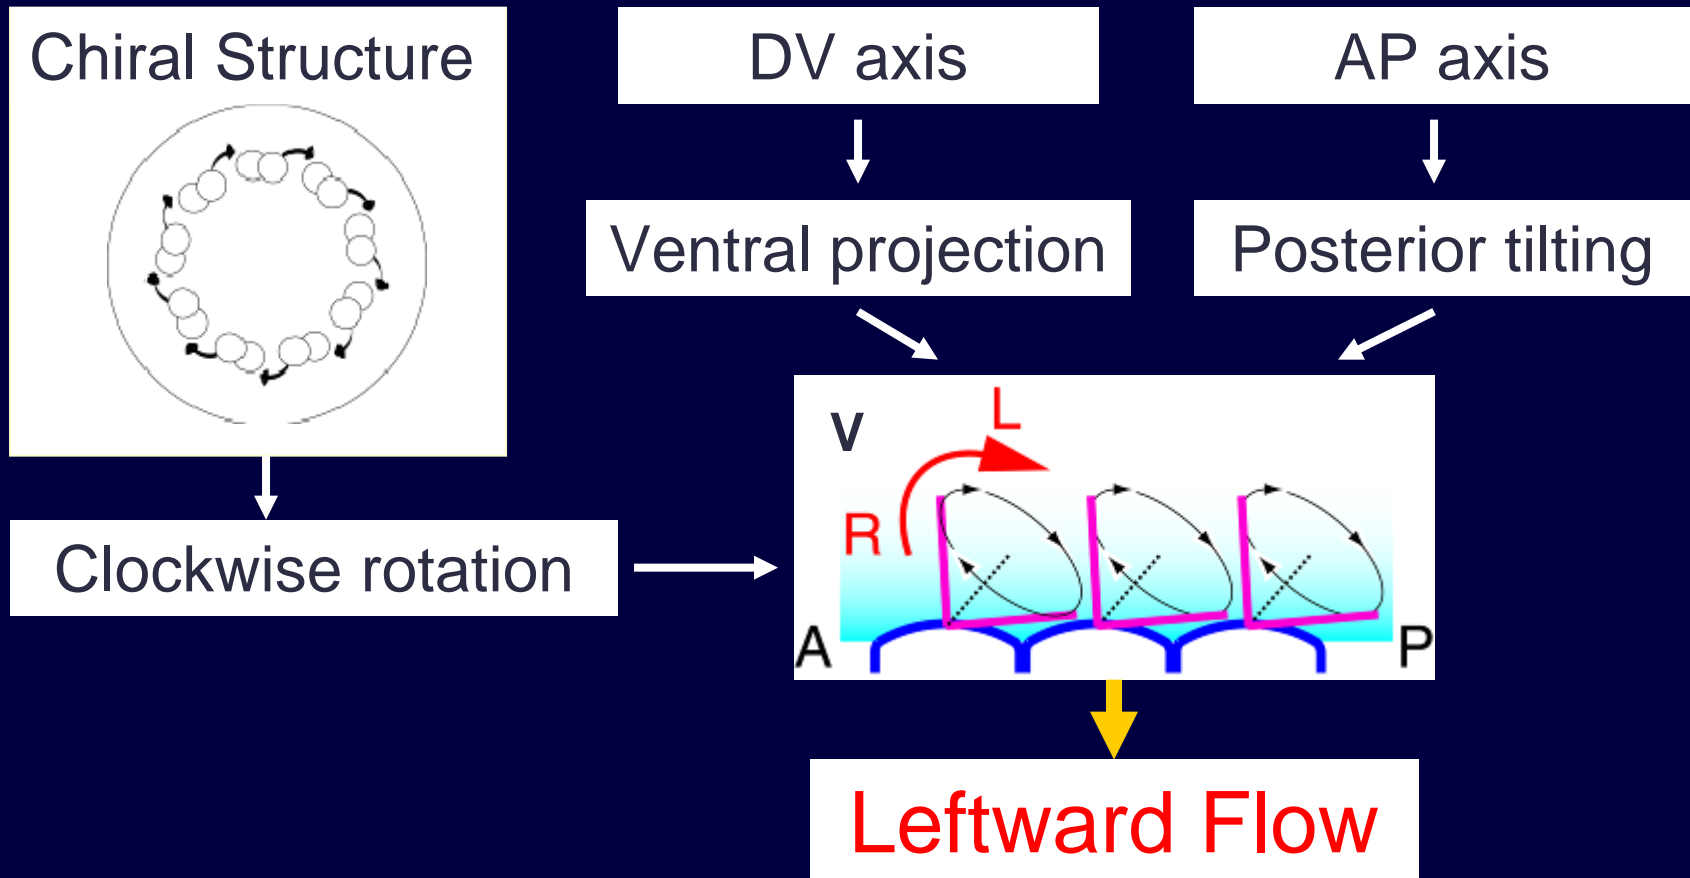 Chiral Structure
DV axis
AP axis
Ventral projection
Posterior tilting
Clockwise rotation
V
L
R
A
P
Leftward Flow